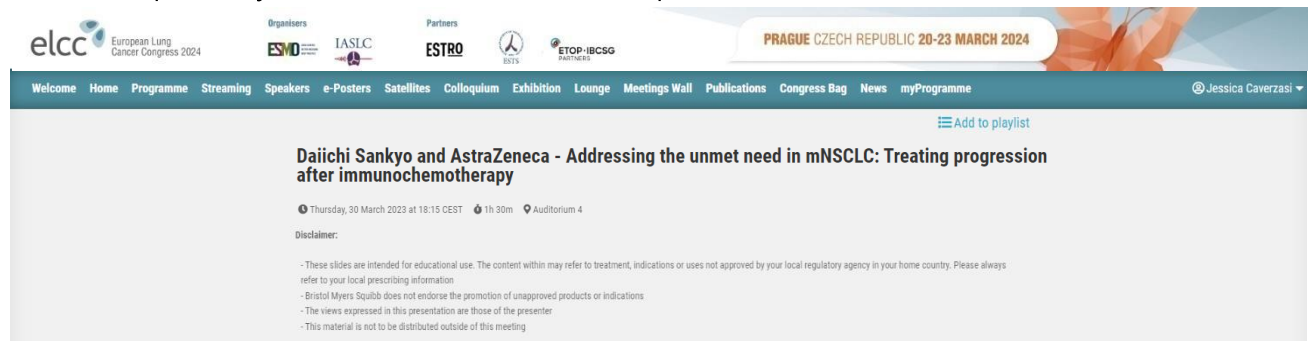 elcc European Lung
Cancer Congress 2024
Organisers
ESMO
IASLC
Partners
ESTRO
ESTS
ETOP·IBCSG
PARTNERS
PRAGUE CZECH REPUBLIC 20-23 MARCH 2024
Welcome Home Programme Streaming Speakers e-Posters Satellites Colloquium Exhibition Lounge Meetings Wall Publications Congress Bag News myProgramme Jessica Caverzasi
Add to playlist
Daiichi Sankyo and AstraZeneca - Addressing the unmet need in mNSCLC: Treating progression
after immunochemotherapy
Thursday, 30 March 2023 at 18:15 CEST 1h 30m Auditorium 4
Disclaimer:
- These slides are intended for educational use. The content within may refer to treatment, indications or uses not approved by your local regulatory agency in your home country. Please always
refer to your local prescribing information
- Bristol Myers Squibb does not endorse the promotion of unapproved products or indications
- The views expressed in this presentation are those of the presenter
- This material is not to be distributed outside of this meeting